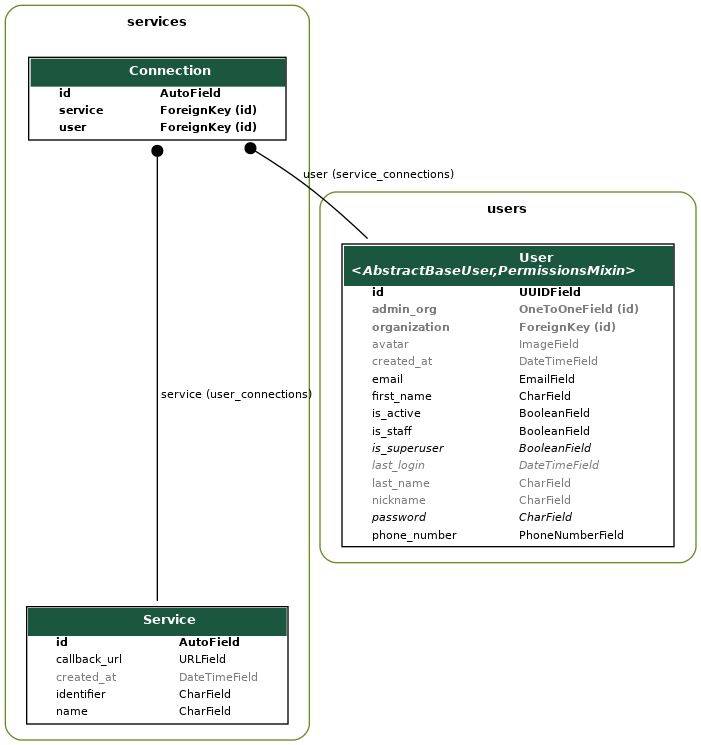 services
Connection
id AutoField
service ForeignKey (id)
user ForeignKey (id)
user (service_connections)
users
User
<AbstractBaseUser,PermissionsMixin>
id UUIDField
admin_org OneToOneField (id)
organization ForeignKey (id)
avatar ImageField
created_at DateTimeField
email EmailField
first_name CharField
is_active BooleanField
is_staff BooleanField
is_superuser BooleanField
last_login DateTimeField
last_name CharField
nickname CharField
password CharField
phone_number PhoneNumberField
service (user_connections)
Service
id AutoField
callback_url URLField
created_at DateTimeField
identifier CharField
name CharField